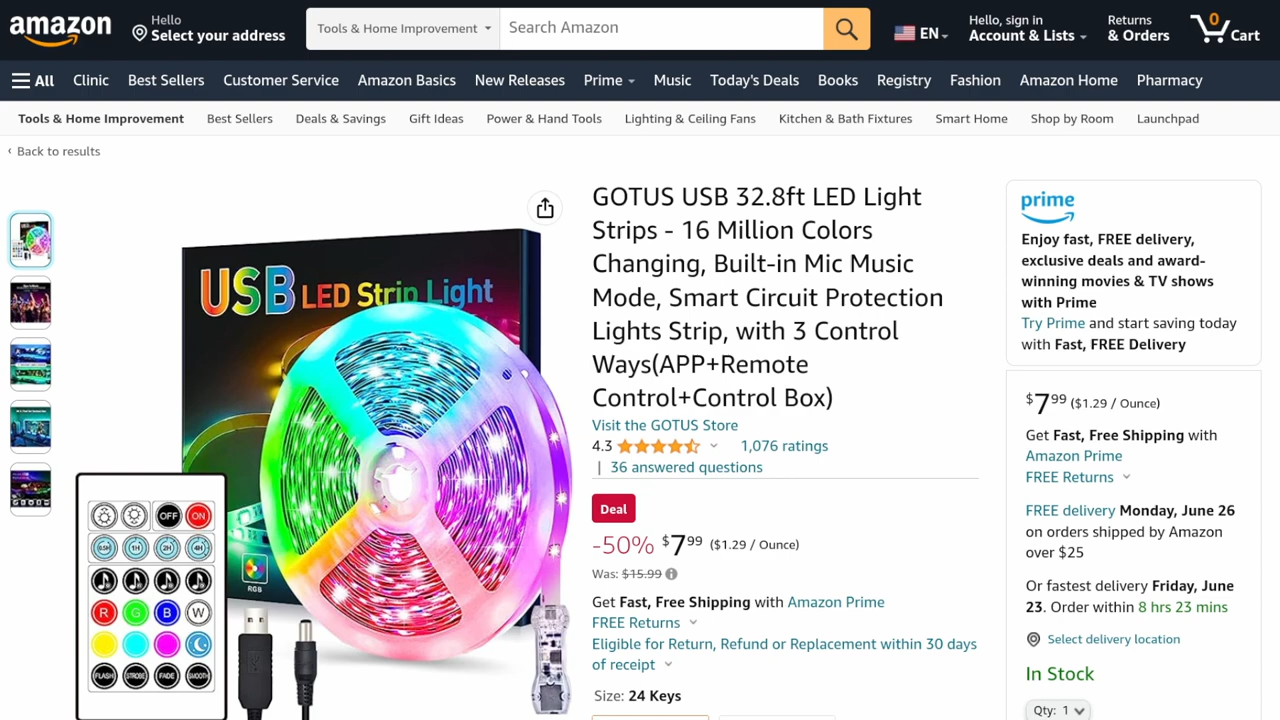 amazon
Hello
Select your address
Tools & Home Improvement
Search Amazon
EN
Hello, sign in
Account & Lists
Returns
& Orders
0
Cart
All
Clinic
Best Sellers
Customer Service
Amazon Basics
New Releases
Prime
Music
Today's Deals
Books
Registry
Fashion
Amazon Home
Pharmacy
Tools & Home Improvement
Best Sellers
Deals & Savings
Gift Ideas
Power & Hand Tools
Lighting & Ceiling Fans
Kitchen & Bath Fixtures
Smart Home
Shop by Room
Launchpad
‹ Back to results
USB LED Strip Light
RGB
OFF
ON
0.5H
1H
2H
4H
R
G
B
W
FLASH
STROBE
FADE
SMOOTH
GOTUS USB 32.8ft LED Light
Strips - 16 Million Colors
Changing, Built-in Mic Music
Mode, Smart Circuit Protection
Lights Strip, with 3 Control
Ways(APP+Remote
Control+Control Box)
Visit the GOTUS Store
4.3
1,076 ratings
| 36 answered questions
Deal
-50% $7 99 ($1.29 / Ounce)
Was: $15.99
Get Fast, Free Shipping with Amazon Prime
FREE Returns
Eligible for Return, Refund or Replacement within 30 days
of receipt
Size: 24 Keys
prime
Enjoy fast, FREE delivery,
exclusive deals and award-
winning movies & TV shows
with Prime
Try Prime and start saving today
with Fast, FREE Delivery
$7 99 ($1.29 / Ounce)
Get Fast, Free Shipping with
Amazon Prime
FREE Returns
FREE delivery Monday, June 26
on orders shipped by Amazon
over $25
Or fastest delivery Friday, June
23. Order within 8 hrs 23 mins
Select delivery location
In Stock
Qty: 1